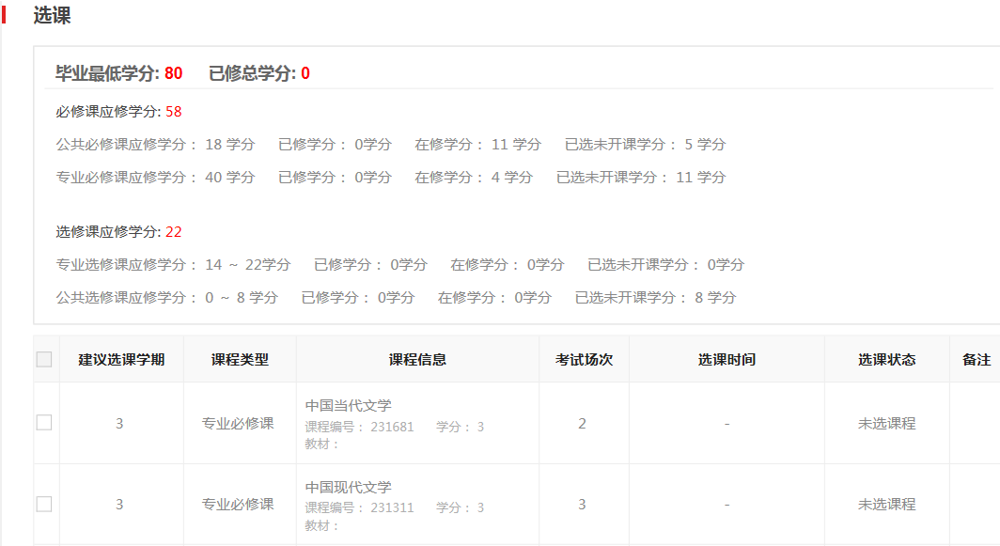 选课
毕业最低学分: 80 已修总学分: 0
必修课应修学分: 58
公共必修课应修学分： 18 学分 已修学分： 0学分 在修学分： 11 学分 已选未开课学分： 5 学分
专业必修课应修学分： 40 学分 已修学分： 0学分 在修学分： 4 学分 已选未开课学分： 11 学分
选修课应修学分: 22
专业选修课应修学分： 14 ~ 22学分 已修学分： 0学分 在修学分： 0学分 已选未开课学分： 0学分
公共选修课应修学分： 0 ~ 8 学分 已修学分： 0学分 在修学分： 0学分 已选未开课学分： 8 学分
建议选课学期 课程类型 课程信息 考试场次 选课时间 选课状态 备注
中国当代文学
3 专业必修课 课程编号： 231681 学分： 3 2 - 未选课程
教材：
中国现代文学
3 专业必修课 课程编号： 231311 学分： 3 3 - 未选课程
教材：